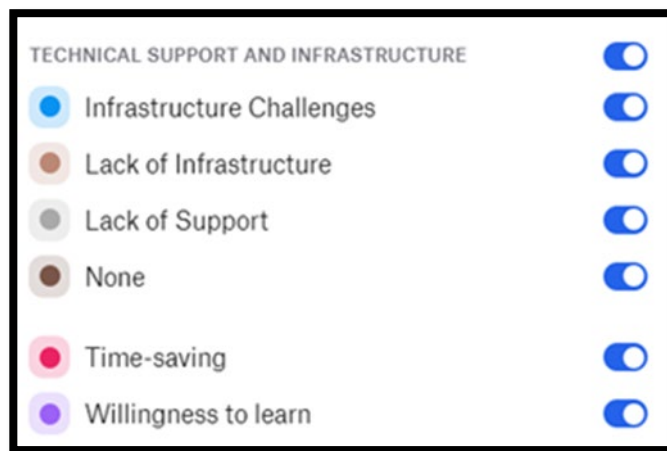 TECHNICAL SUPPORT AND INFRASTRUCTURE
Infrastructure Challenges
Lack of Infrastructure
Lack of Support
None
Time-saving
Willingness to learn